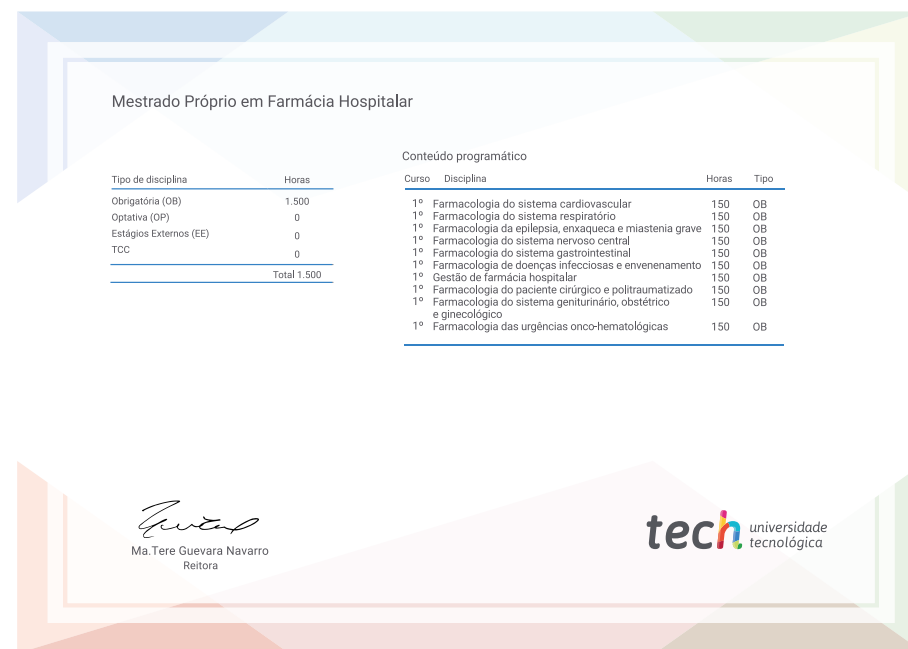 Mestrado Próprio em Farmácia Hospitalar
Tipo de disciplina Horas
Obrigatória (OB) 1.500
Optativa (OP) 0
Estágios Externos (EE) 0
TCC 0
Total 1.500
Conteúdo programático
Curso Disciplina Horas Tipo
1º Farmacologia do sistema cardiovascular 150 OB
1º Farmacologia do sistema respiratório 150 OB
1º Farmacologia da epilepsia, enxaqueca e miastenia grave 150 OB
1º Farmacologia do sistema nervoso central 150 OB
1º Farmacologia do sistema gastrointestinal 150 OB
1º Farmacologia de doenças infecciosas e envenenamento 150 OB
1º Gestão de farmácia hospitalar 150 OB
1º Farmacologia do paciente cirúrgico e politraumatizado 150 OB
1º Farmacologia do sistema geniturinário, obstétrico 150 OB
e ginecológico
1º Farmacologia das urgências onco-hematológicas 150 OB
Ma.Tere Guevara Navarro
Reitora
tech universidade
tecnológica